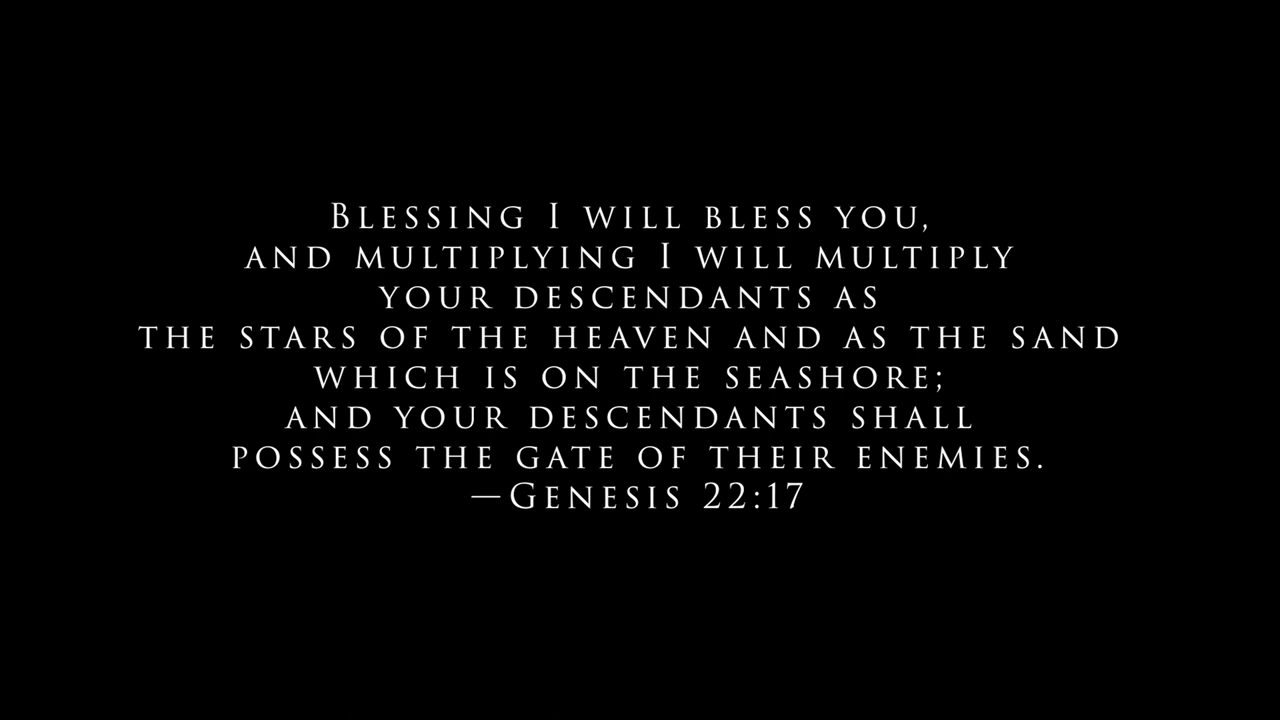 Blessing I will bless you,
and multiplying I will multiply
your descendants as
the stars of the heaven and as the sand
which is on the seashore;
and your descendants shall
possess the gate of their enemies.
—Genesis 22:17